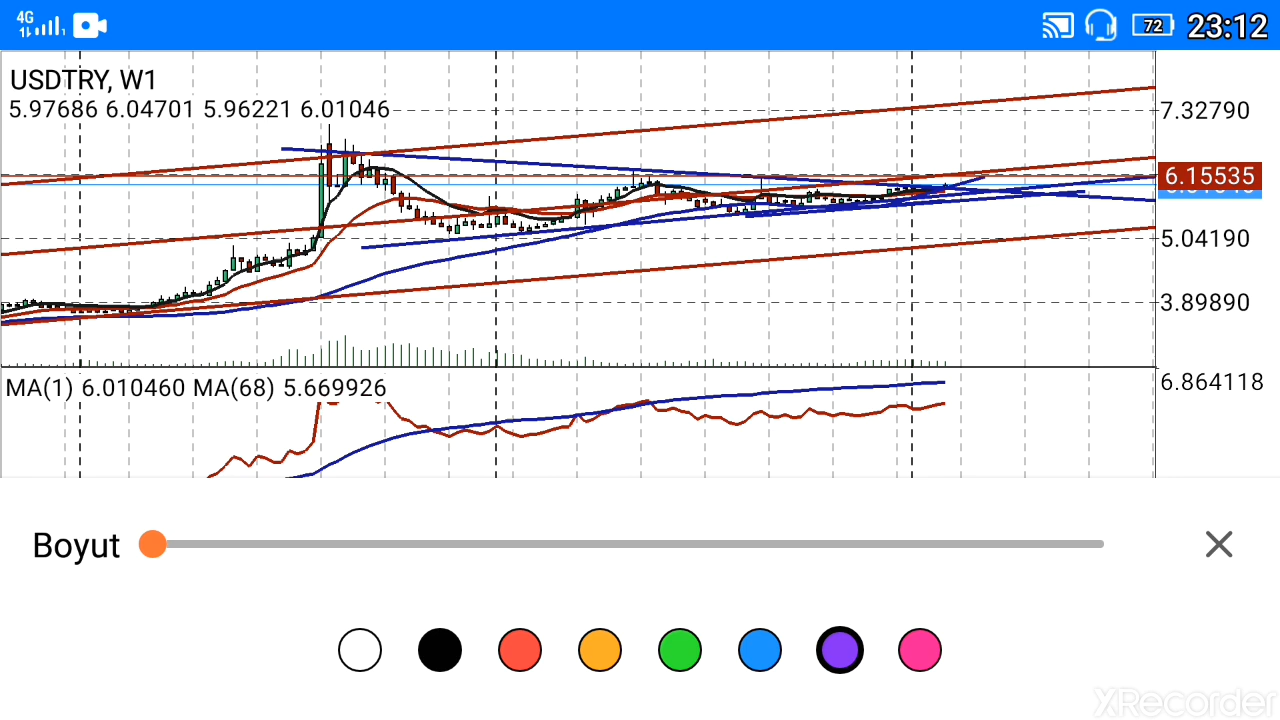 4G
72 23:12
USDTRY, W1
5.97686 6.04701 5.96221 6.01046
7.32790
6.15535
5.04190
3.89890
MA(1) 6.010460 MA(68) 5.669926
6.864118
Boyut
XRecorder